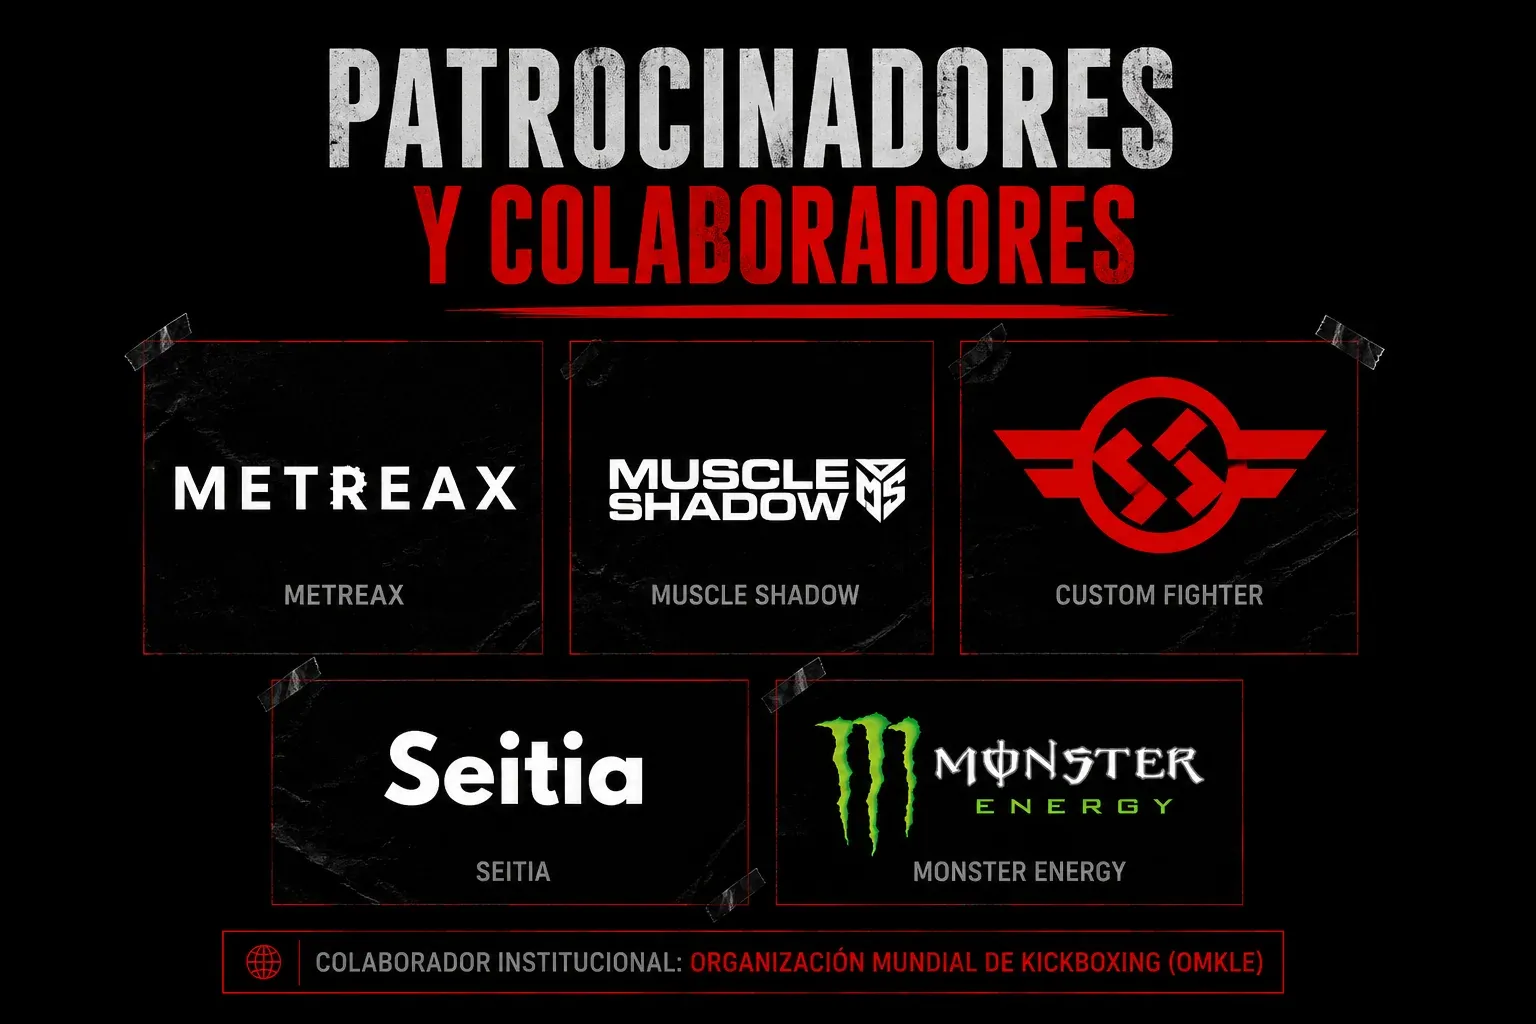 PATROCINADORES
Y COLABORADORES
METREAX
METREAX
MUSCLE
SHADOW
MS
MUSCLE SHADOW
CUSTOM FIGHTER
Seitia
SEITIA
MONSTER
ENERGY
MONSTER ENERGY
COLABORADOR INSTITUCIONAL: ORGANIZACIÓN MUNDIAL DE KICKBOXING (OMKLE)